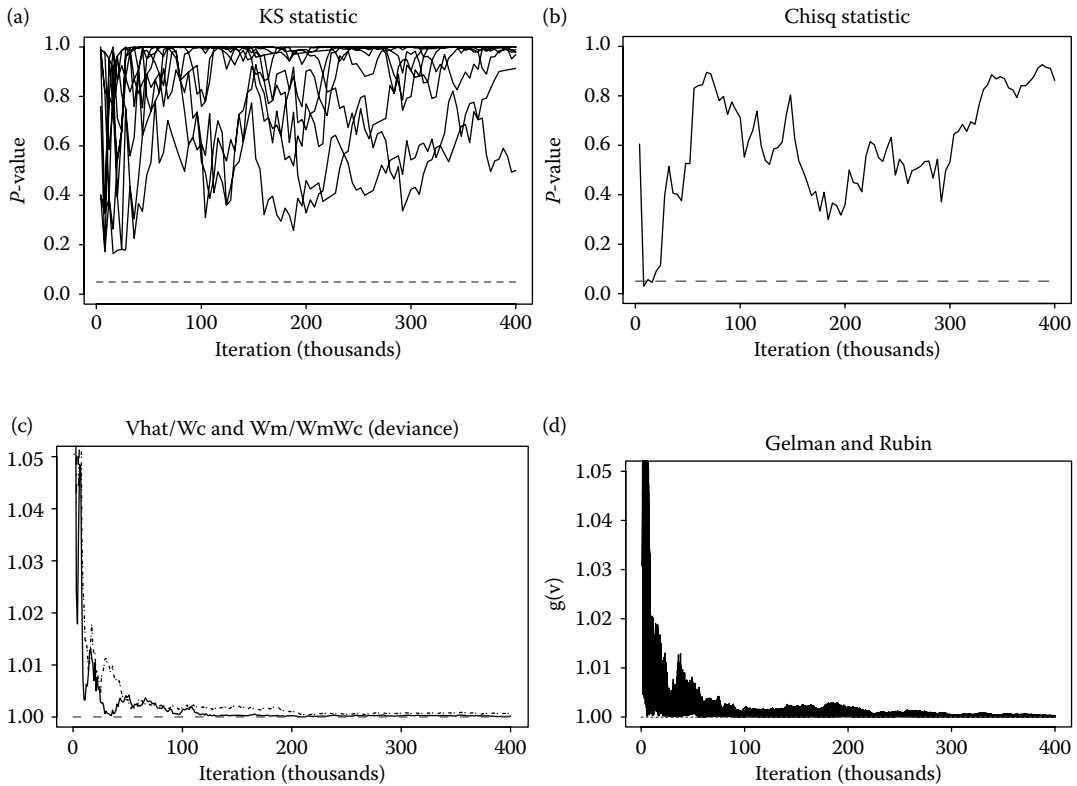 (a)
KS statistic
1.0
0.8
0.6
0.4
0.2
0.0
P-value
0
100
200
300
400
Iteration (thousands)
(b)
Chisq statistic
1.0
0.8
0.6
0.4
0.2
0.0
P-value
0
100
200
300
400
Iteration (thousands)
(c)
Vhat/Wc and Wm/WmWc (deviance)
1.05
1.04
1.03
1.02
1.01
1.00
0
100
200
300
400
Iteration (thousands)
(d)
Gelman and Rubin
1.05
1.04
1.03
1.02
1.01
1.00
g(v)
0
100
200
300
400
Iteration (thousands)